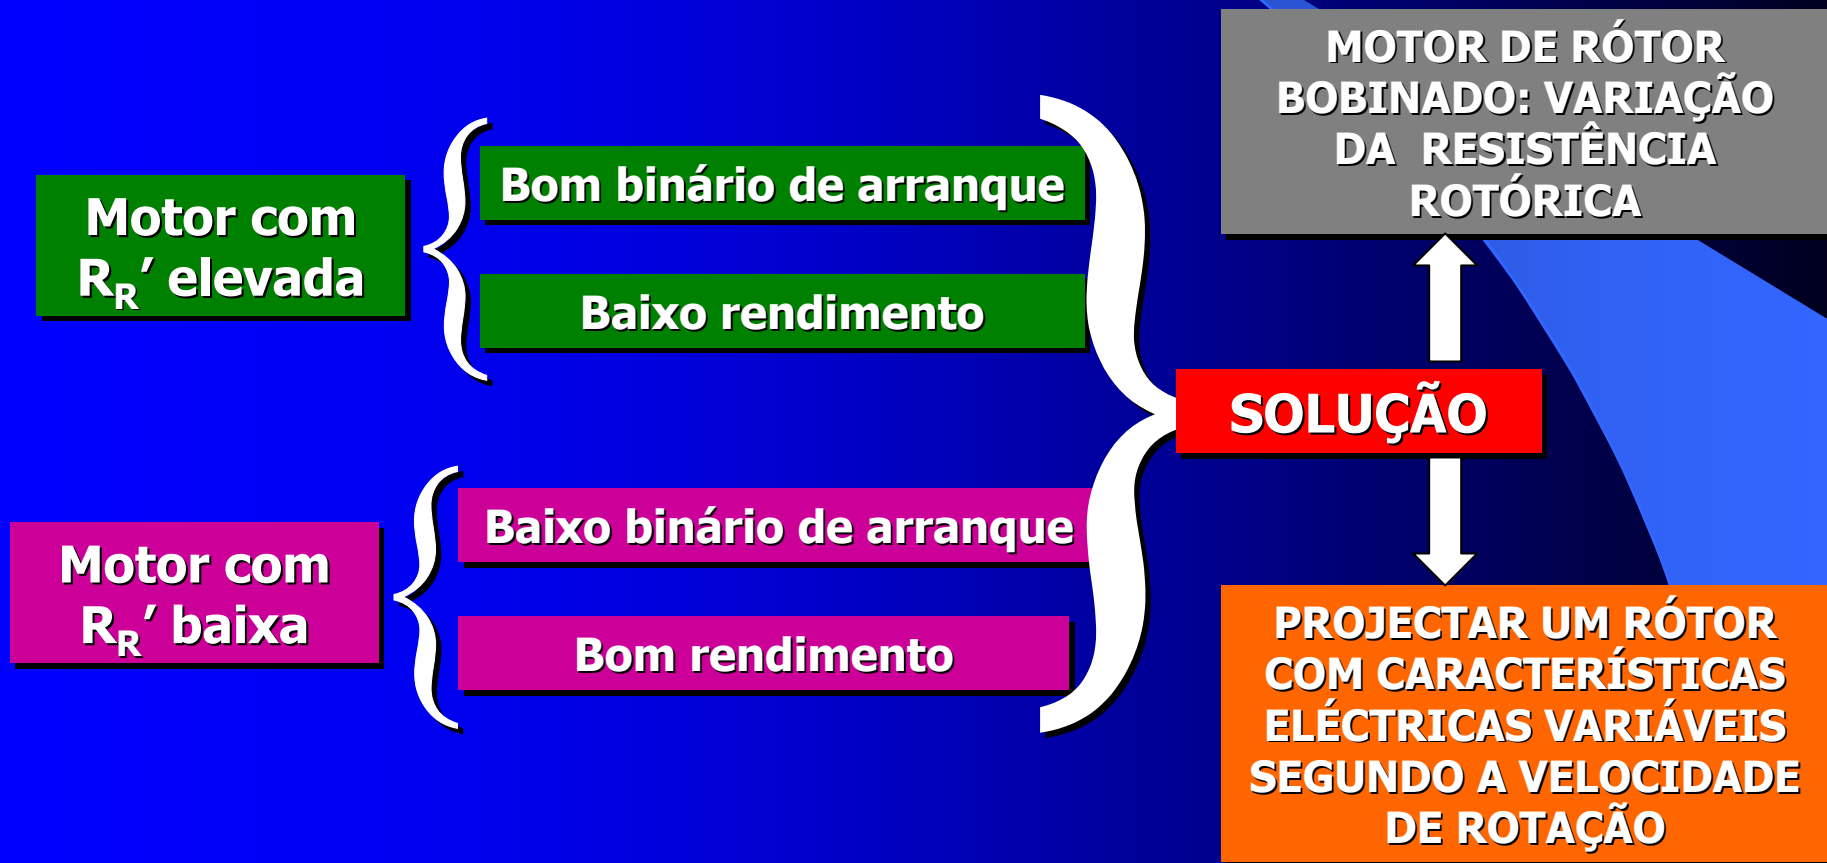 Motor com
R_R’ elevada
Bom binário de arranque
Baixo rendimento
Motor com
R_R’ baixa
Baixo binário de arranque
Bom rendimento
SOLUÇÃO
MOTOR DE RÓTOR
BOBINADO: VARIAÇÃO
DA RESISTÊNCIA
ROTÓRICA
PROJECTAR UM RÓTOR
COM CARACTERÍSTICAS
ELÉCTRICAS VARIÁVEIS
SEGUNDO A VELOCIDADE
DE ROTAÇÃO